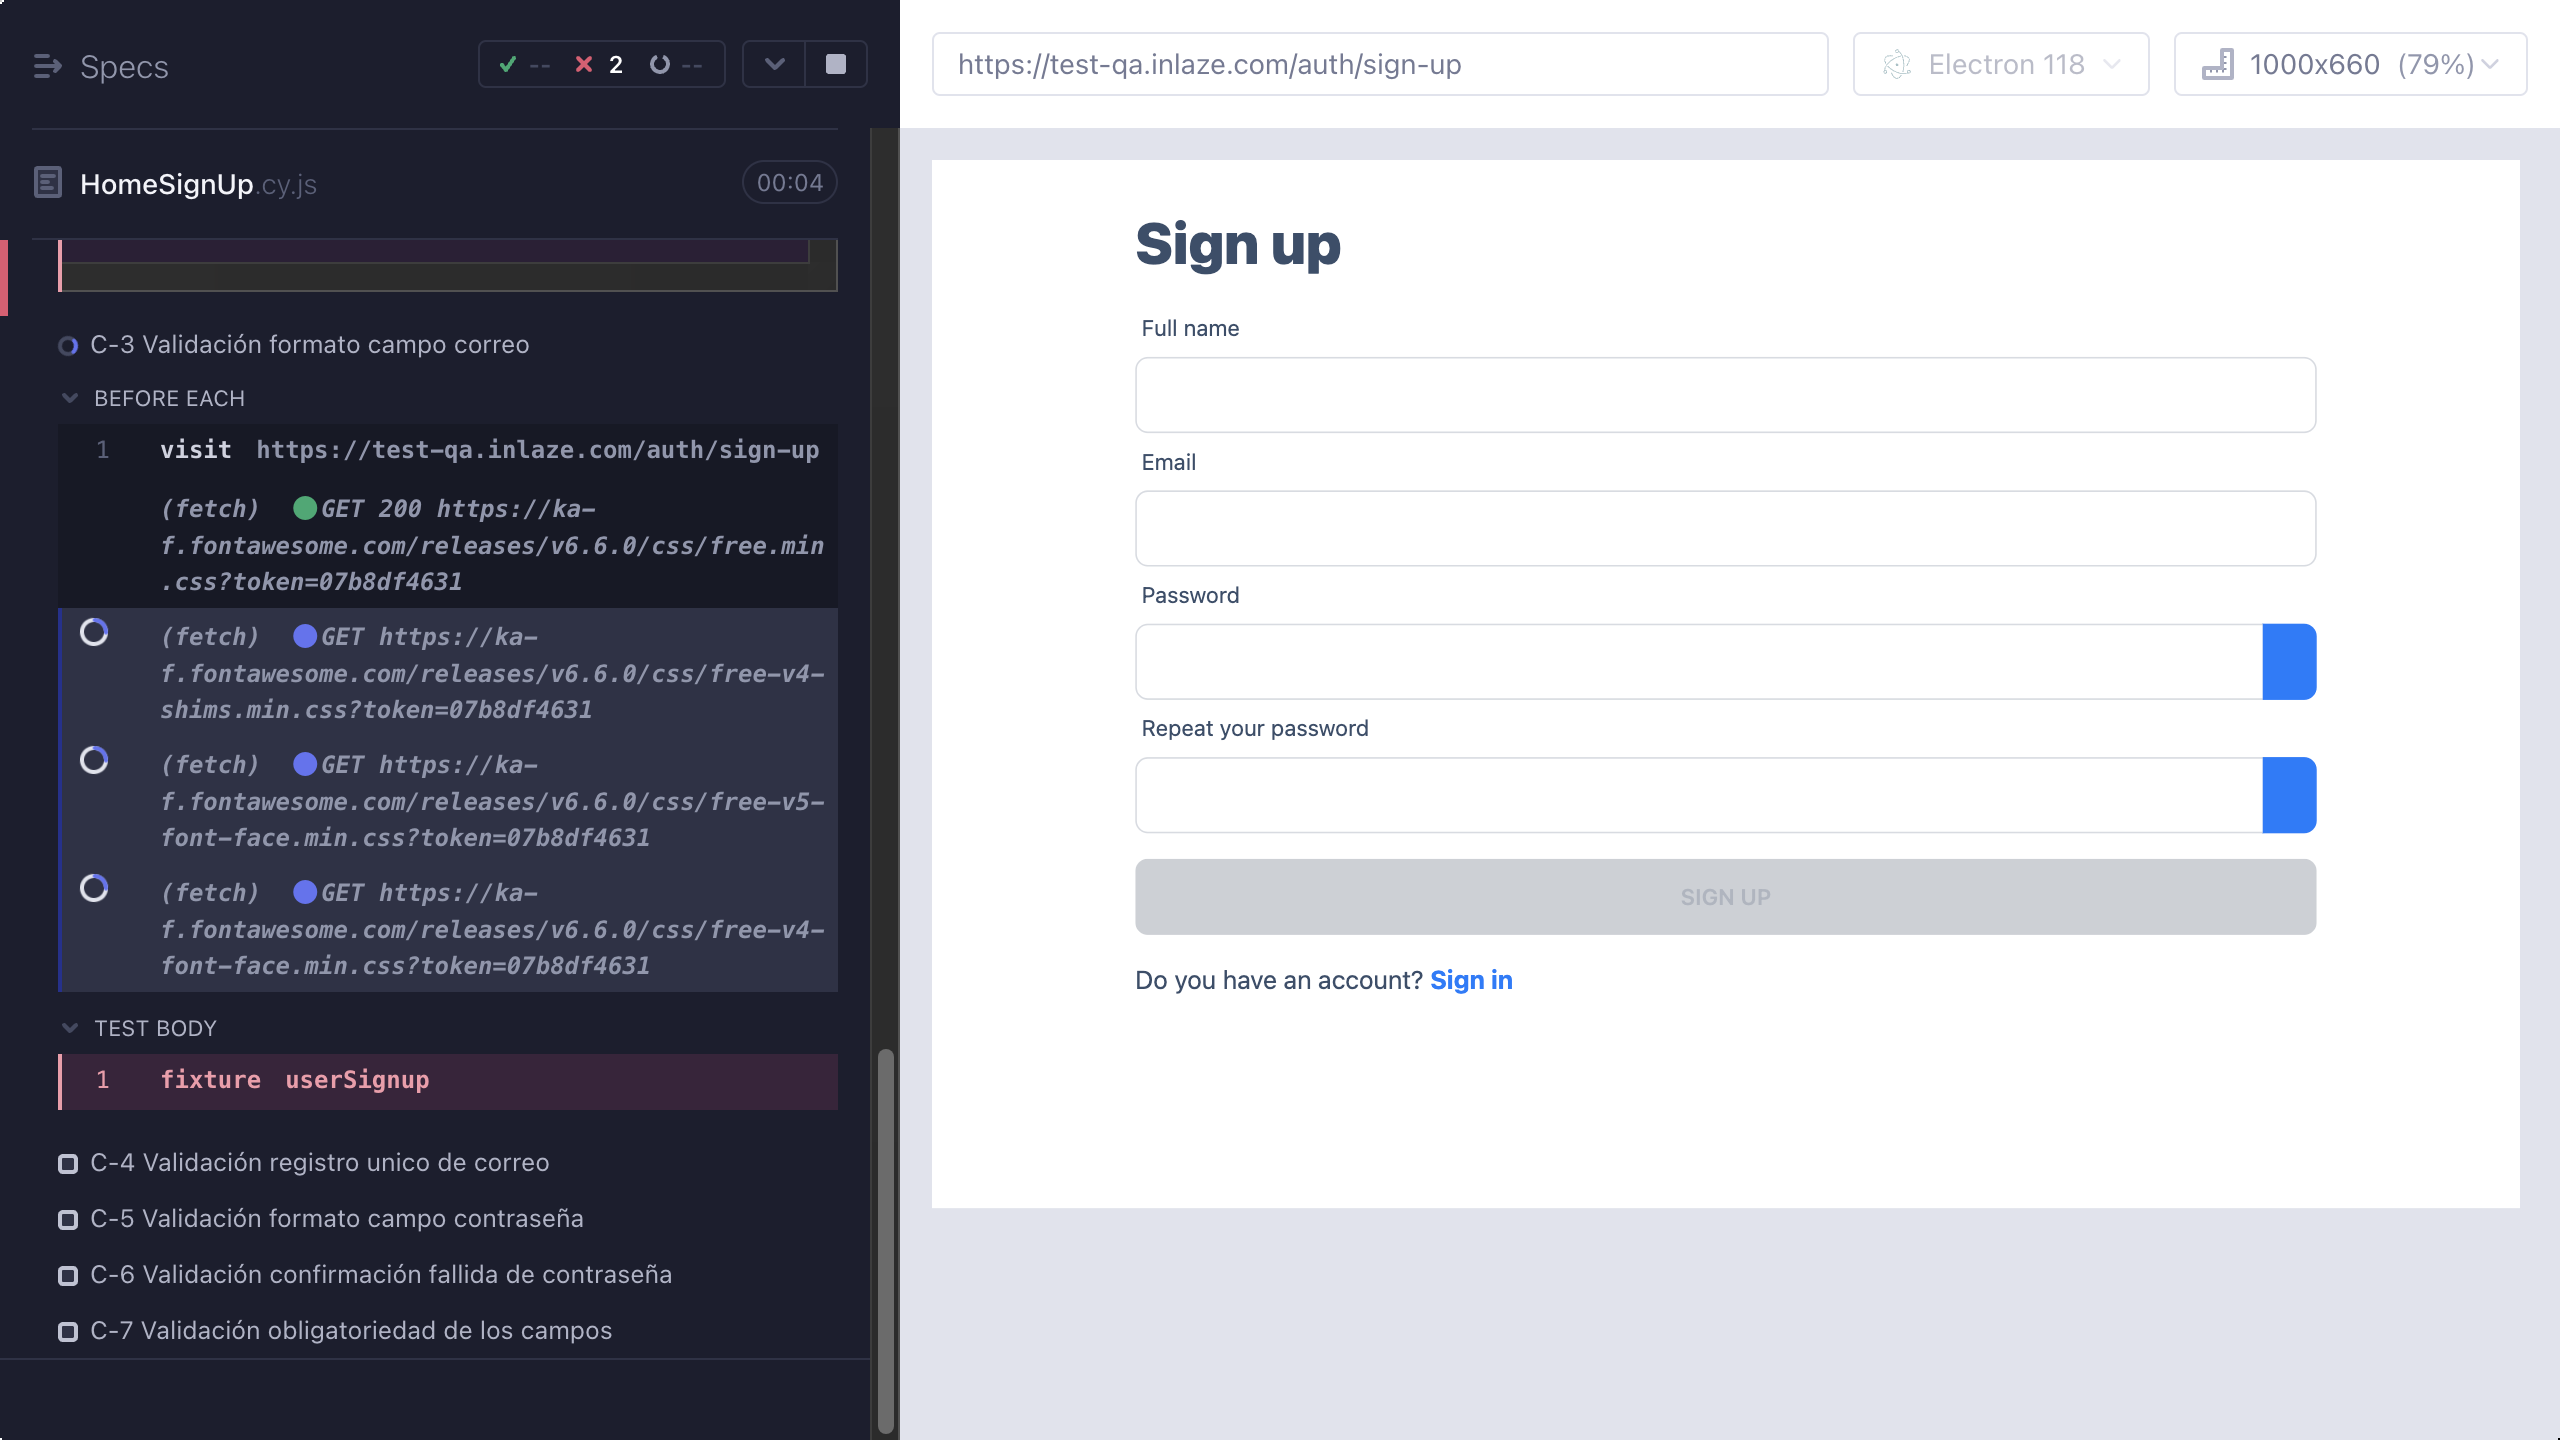 Specs
-- 2 --
HomeSignUp.cy.js
00:04
C-3 Validación formato campo correo
BEFORE EACH
1 visit https://test-qa.inlaze.com/auth/sign-up
(fetch) GET 200 https://ka-
f.fontawesome.com/releases/v6.6.0/css/free.min
.css?token=07b8df4631
(fetch) GET https://ka-
f.fontawesome.com/releases/v6.6.0/css/free-v4-
shims.min.css?token=07b8df4631
(fetch) GET https://ka-
f.fontawesome.com/releases/v6.6.0/css/free-v5-
font-face.min.css?token=07b8df4631
(fetch) GET https://ka-
f.fontawesome.com/releases/v6.6.0/css/free-v4-
font-face.min.css?token=07b8df4631
TEST BODY
1 fixture userSignup
C-4 Validación registro unico de correo
C-5 Validación formato campo contraseña
C-6 Validación confirmación fallida de contraseña
C-7 Validación obligatoriedad de los campos
https://test-qa.inlaze.com/auth/sign-up
Electron 118
1000x660 (79%)
Sign up
Full name
Email
Password
Repeat your password
SIGN UP
Do you have an account? Sign in